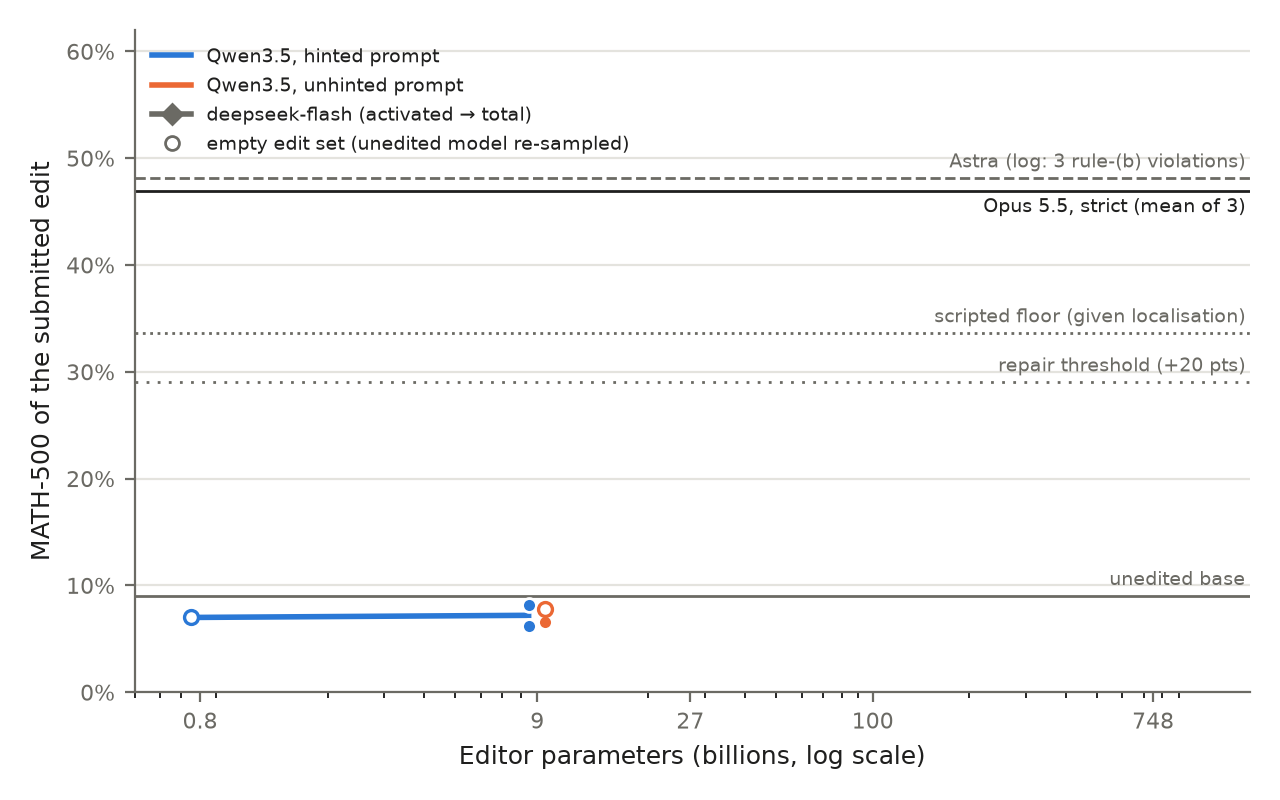 60%
50%
40%
30%
20%
10%
0%
MATH-500 of the submitted edit
Qwen3.5, hinted prompt
Qwen3.5, unhinted prompt
deepseek-flash (activated → total)
empty edit set (unedited model re-sampled)
Astra (log: 3 rule-(b) violations)
Opus 5.5, strict (mean of 3)
scripted floor (given localisation)
repair threshold (+20 pts)
unedited base
0.8
9
27
100
748
Editor parameters (billions, log scale)